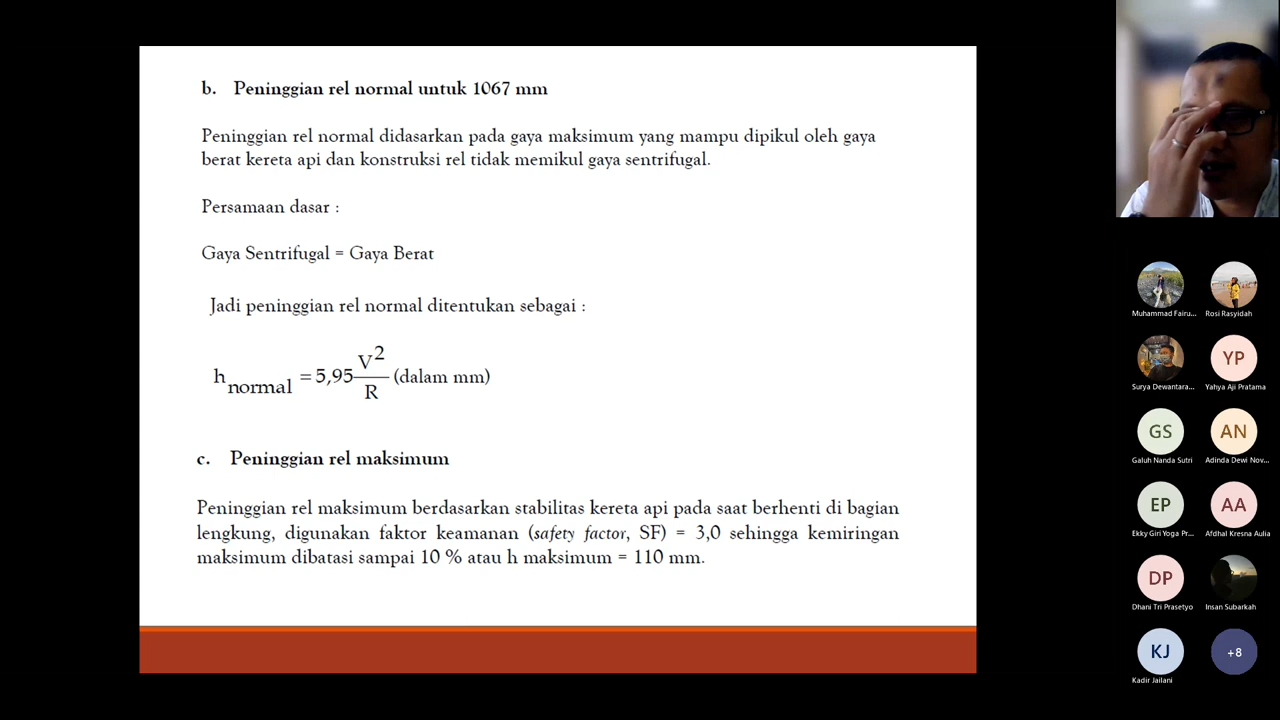 b. Peninggian rel normal untuk 1067 mm
Peninggian rel normal didasarkan pada gaya maksimum yang mampu dipikul oleh gaya
berat kereta api dan konstruksi rel tidak memikul gaya sentrifugal.
Persamaan dasar :
Gaya Sentrifugal = Gaya Berat
Jadi peninggian rel normal ditentukan sebagai :
h normal = 5,95 V²/R (dalam mm)
c. Peninggian rel maksimum
Peninggian rel maksimum berdasarkan stabilitas kereta api pada saat berhenti di bagian
lengkung, digunakan faktor keamanan (safety factor, SF) = 3,0 sehingga kemiringan
maksimum dibatasi sampai 10 % atau h maksimum = 110 mm.
Muhammad Fairu... Rosi Rasyidah
YP
Surya Dewantara... Yahya Aji Pratama
GS AN
Galuh Nanda Sutri Adinda Dewi Nov...
EP AA
Ekky Giri Yoga Pr... Afdhal Kresna Aulia
DP
Dhani Tri Prasetyo Insan Subarkah
KJ +8
Kadir Jailani